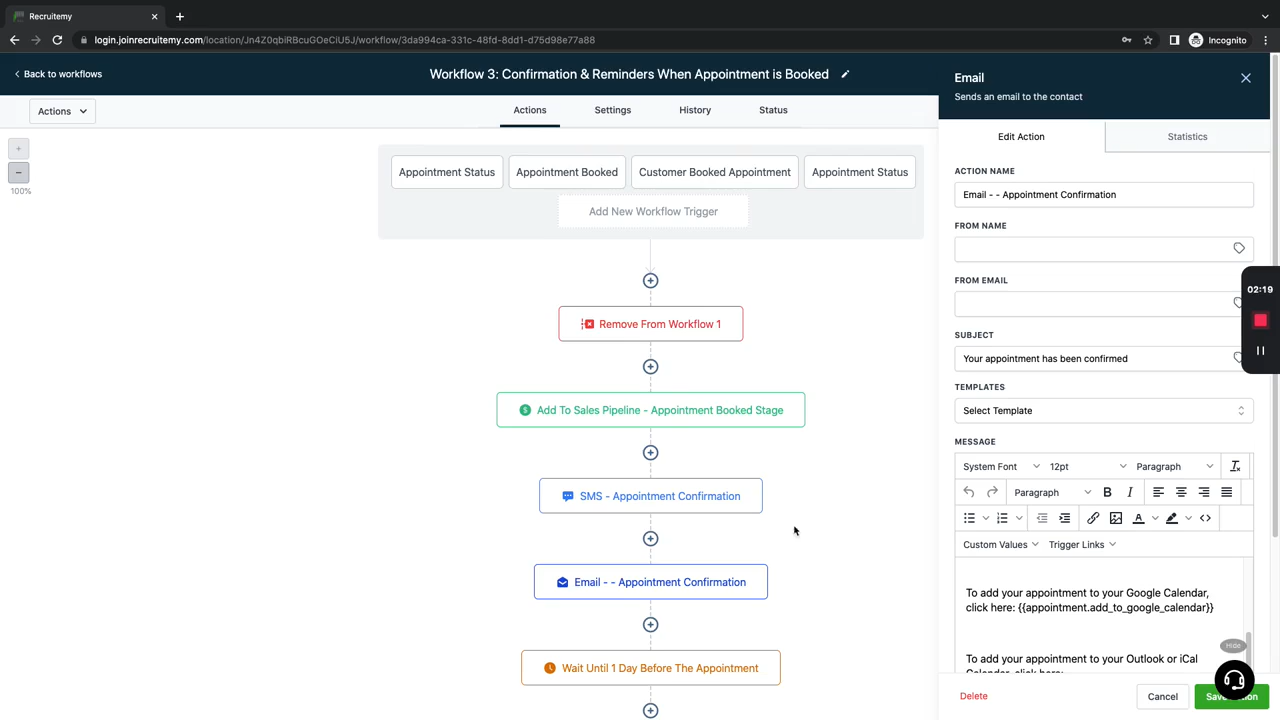 Recruitemy
login.joinrecruitemy.com/location/Jn4Z0qbiRBcuGOeCiU5J/workflow/3da994ca-331c-48fd-8dd1-d75d98e77a88
Incognito
Back to workflows
Workflow 3: Confirmation & Reminders When Appointment is Booked
Actions
Actions
Settings
History
Status
100%
Appointment Status
Appointment Booked
Customer Booked Appointment
Appointment Status
Add New Workflow Trigger
Remove From Workflow 1
Add To Sales Pipeline - Appointment Booked Stage
SMS - Appointment Confirmation
Email - - Appointment Confirmation
Wait Until 1 Day Before The Appointment
Email
Sends an email to the contact
Edit Action
Statistics
ACTION NAME
Email - - Appointment Confirmation
FROM NAME
FROM EMAIL
02:19
SUBJECT
Your appointment has been confirmed
TEMPLATES
Select Template
MESSAGE
System Font
12pt
Paragraph
Paragraph
B
I
A
Custom Values
Trigger Links
To add your appointment to your Google Calendar,
click here: {{appointment.add_to_google_calendar}}
Hide
To add your appointment to your Outlook or iCal
Calendar, click here:
Delete
Cancel